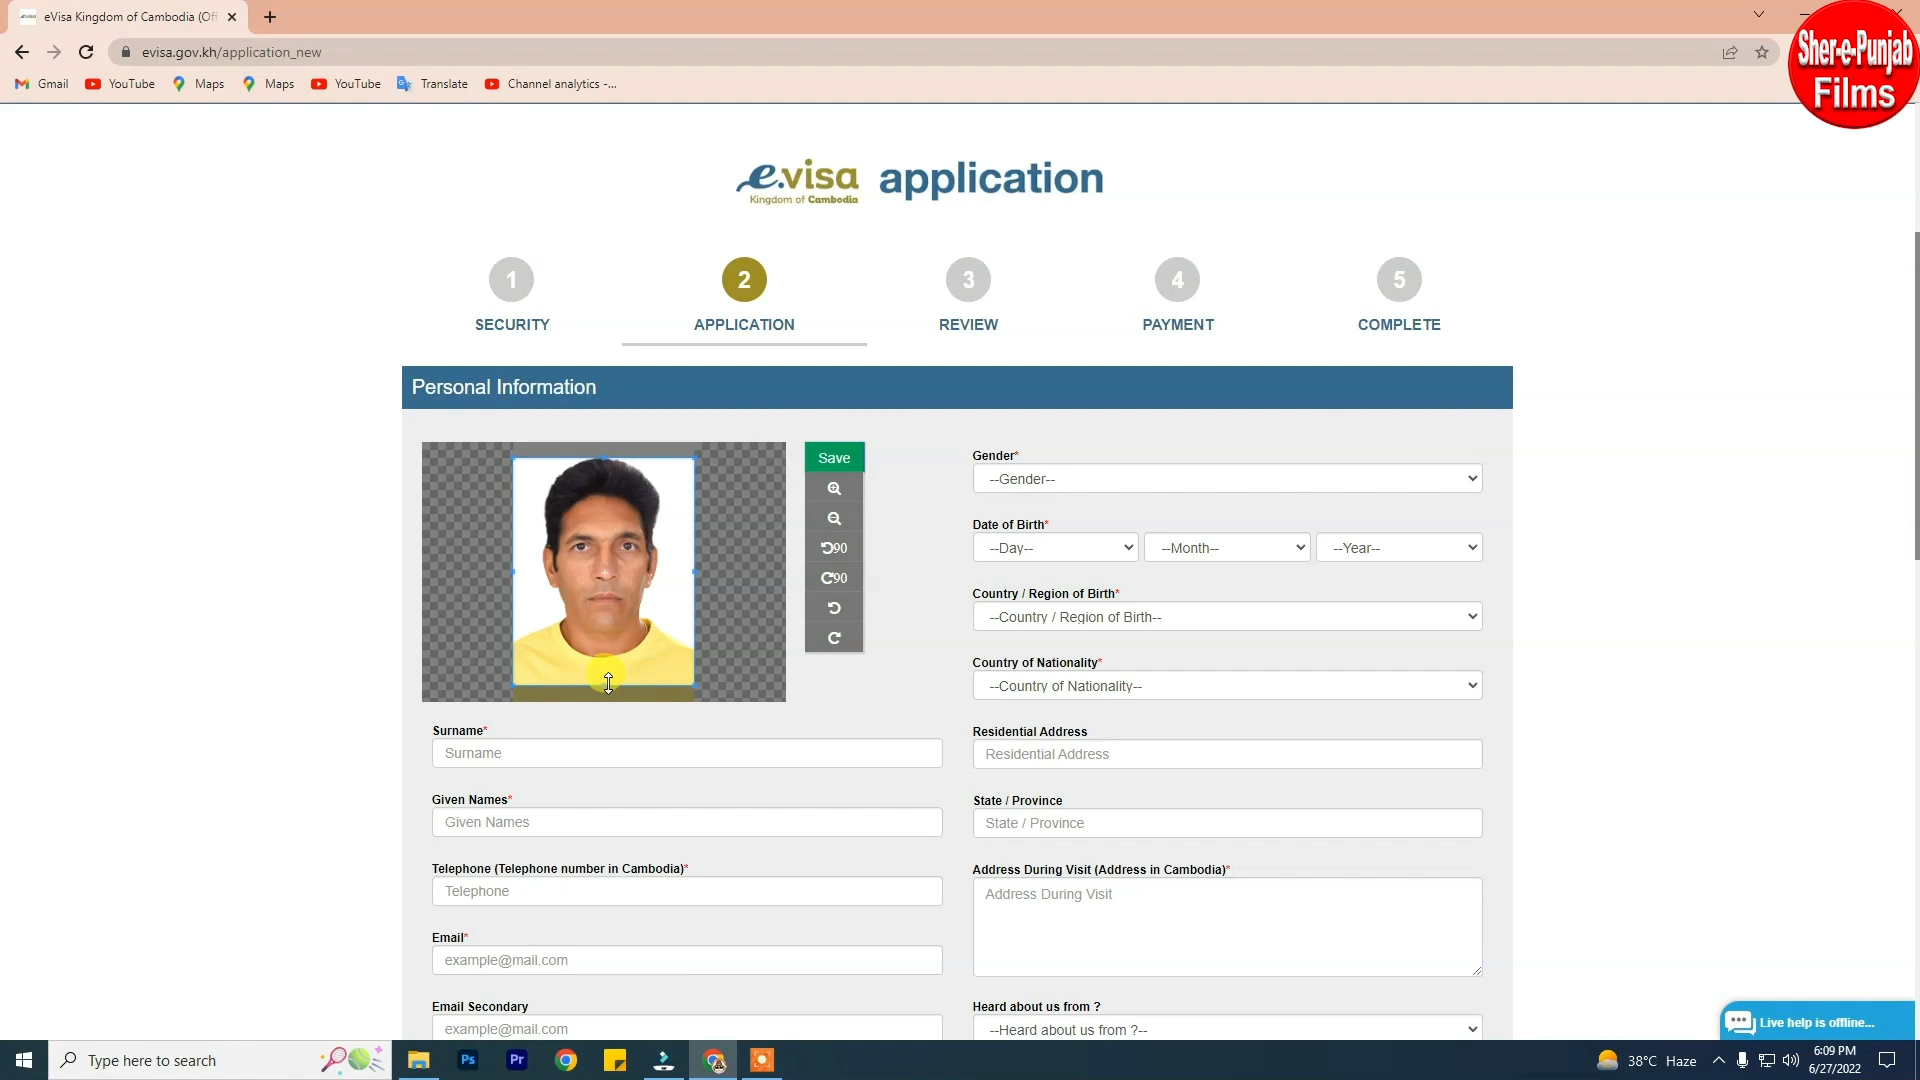 eVisa Kingdom of Cambodia (Off
evisa.gov.kh/application_new
Gmail YouTube Maps Maps YouTube Translate Channel analytics -...
Sher-e-Punjab
Films
e.visa application
Kingdom of Cambodia
1 2 3 4 5
SECURITY APPLICATION REVIEW PAYMENT COMPLETE
Personal Information
Save
90
90
Surname*
Surname
Given Names*
Given Names
Telephone (Telephone number in Cambodia)*
Telephone
Email*
example@mail.com
Email Secondary
example@mail.com
Gender*
--Gender--
Date of Birth*
--Day-- --Month-- --Year--
Country / Region of Birth*
--Country / Region of Birth--
Country of Nationality*
--Country of Nationality--
Residential Address
Residential Address
State / Province
State / Province
Address During Visit (Address in Cambodia)*
Address During Visit
Heard about us from ?
--Heard about us from ?--
Live help is offline...
Type here to search
Ps Pr
38°C Haze
6:09 PM
6/27/2022